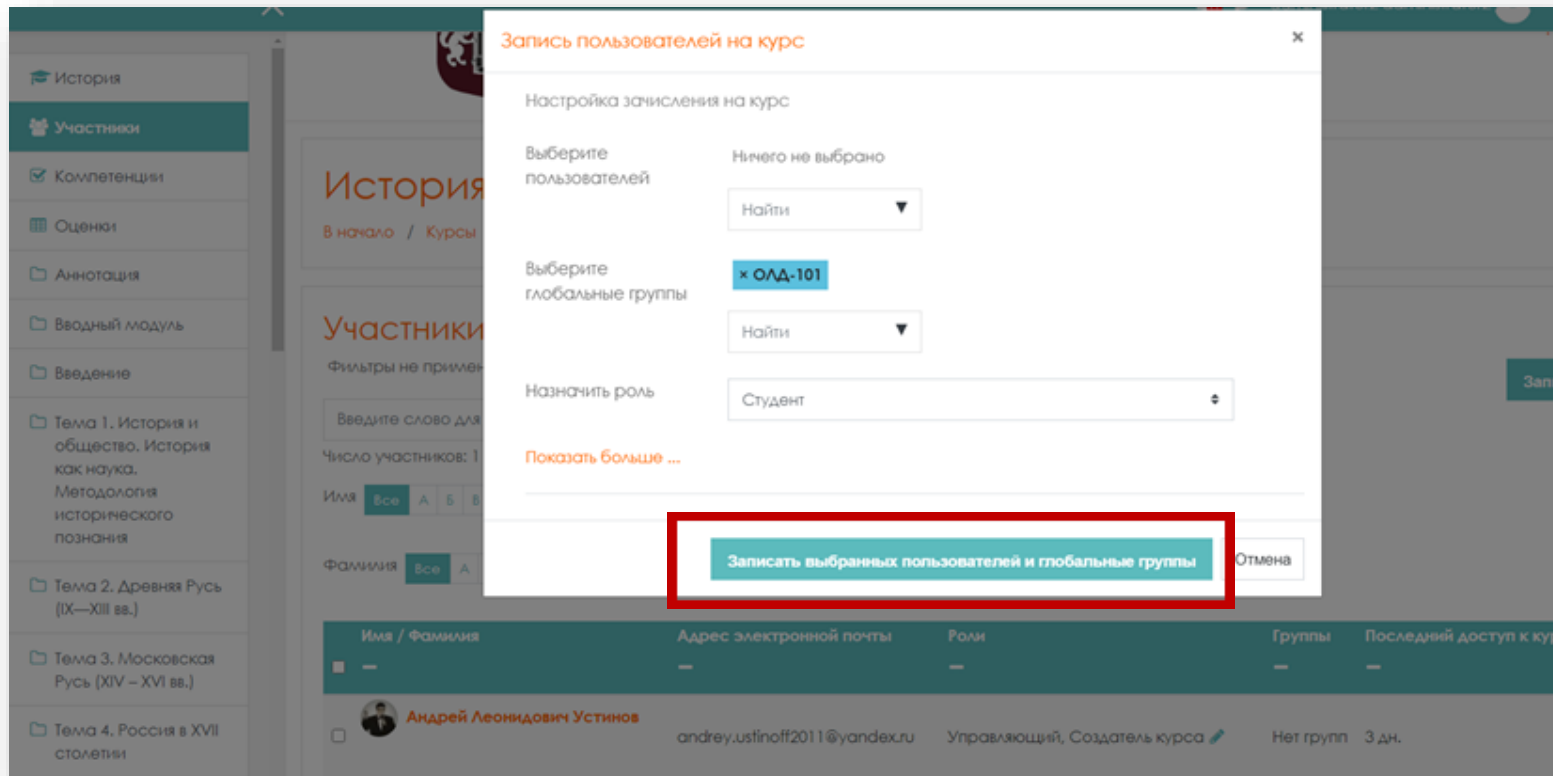 История
Участники
Компетенции
Оценки
Аннотация
Вводный модуль
Введение
Тема 1. История и
общество. История
как наука.
Методология
исторического
познания
Тема 2. Древняя Русь
(IX—XIII вв.)
Тема 3. Московская
Русь (XIV – XVI вв.)
Тема 4. Россия в XVII
столетии
История
В начало / Курсы
Участники
Фильтры не
Введите слово для
Число участников: 1
Имя Все А Б В
Фамилия Все А
Запись пользователей на курс ×
Настройка зачисления на курс
Выберите
пользователей
Ничего не выбрано
Найти ▼
Выберите
глобальные группы
× ОЛД-101
Найти ▼
Назначить роль
Студент
Показать больше ...
Записать выбранных пользователей и глобальные группы
Отмена
Имя / Фамилия Адрес электронной почты Роли Группы Последний доступ к
Андрей Леонидович Устинов
andrey.ustinoff2011@yandex.ru Управляющий, Создатель курса Нет групп 3 дн.